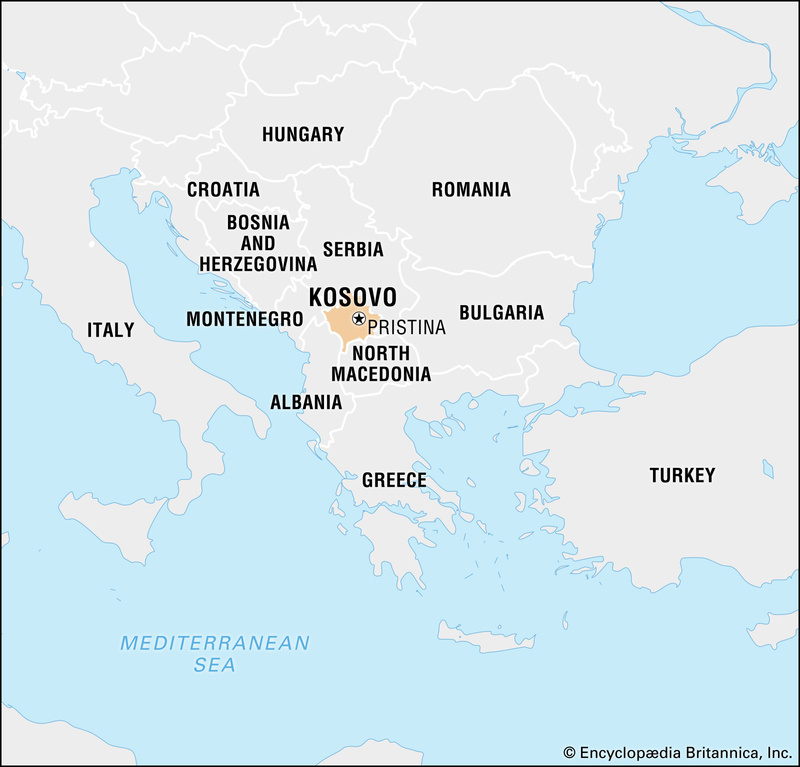 HUNGARY
CROATIA
ROMANIA
BOSNIA
AND
HERZEGOVINA
SERBIA
KOSOVO
MONTENEGRO
BULGARIA
PRISTINA
ITALY
NORTH
MACEDONIA
ALBANIA
GREECE
TURKEY
MEDITERRANEAN
SEA
© Encyclopædia Britannica, Inc.